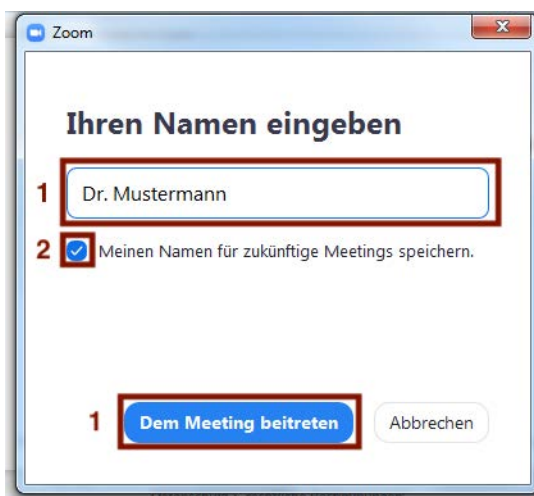 Zoom
X
Ihren Namen eingeben
1 Dr. Mustermann
2 Meinen Namen für zukünftige Meetings speichern.
1 Dem Meeting beitreten Abbrechen